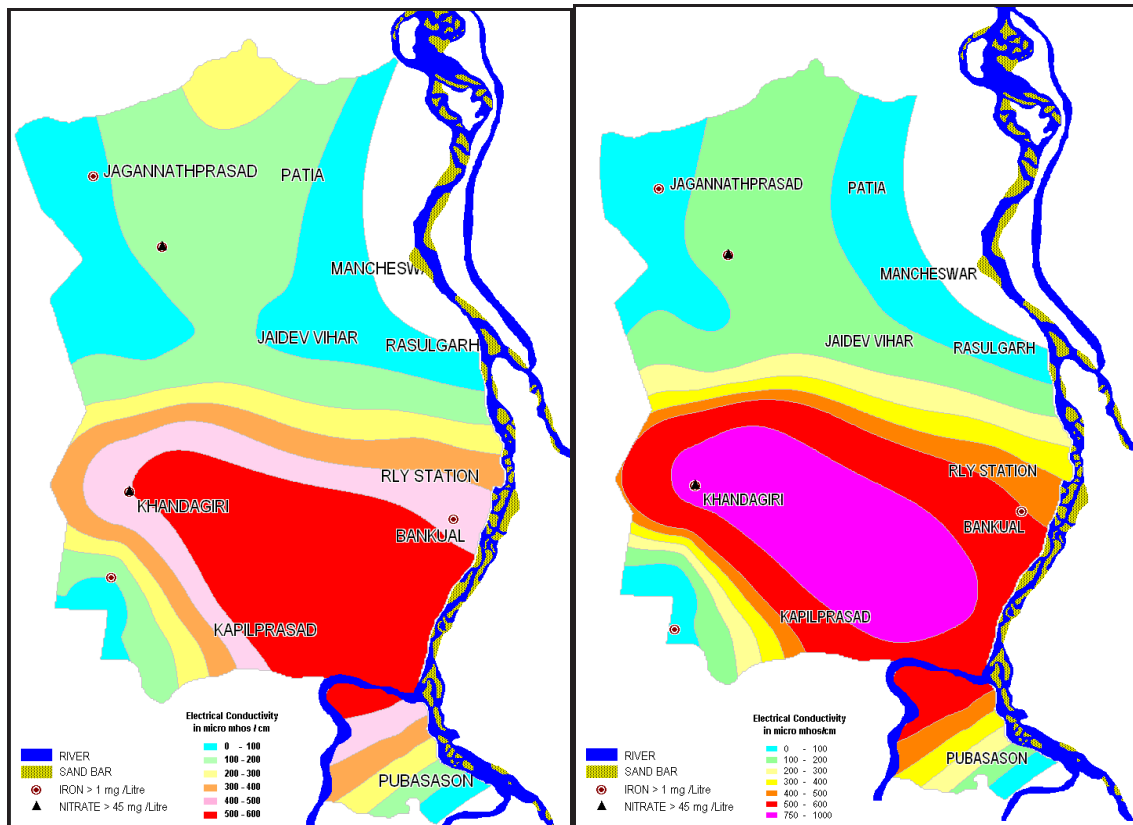 JAGANNATHPRASAD
PATIA
MANCHESWA
JAIDEV VIHAR
RASULGARH
RLY STATION
KHANDAGIRI
BANKUAL
KAPILPRASAD
PUBASASON
Electrical Conductivity
in micro mhos / cm
0 - 100
100 - 200
200 - 300
300 - 400
400 - 500
500 - 600
RIVER
SAND BAR
IRON > 1 mg /Litre
NITRATE > 45 mg /Litre
JAGANNATHPRASAD
PATIA
MANCHESWAR
JAIDEV VIHAR
RASULGARH
RLY STATION
KHANDAGIRI
BANKUAL
KAPILPRASAD
PUBASASON
Electrical Conductivity
in micro mhos/cm
0 - 100
100 - 200
200 - 300
300 - 400
400 - 500
500 - 600
750 - 1000
RIVER
SAND BAR
IRON > 1 mg /Litre
NITRATE > 45 mg /Litre